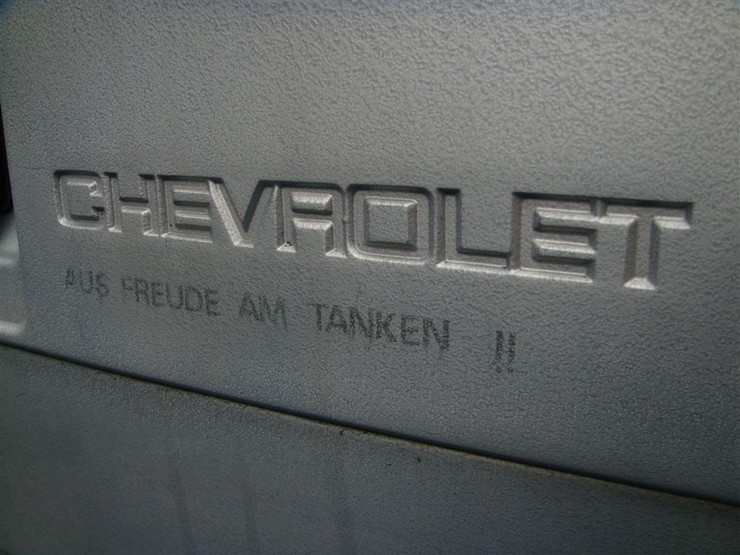 CHEVROLET
AUS FREUDE AM TANKEN !!